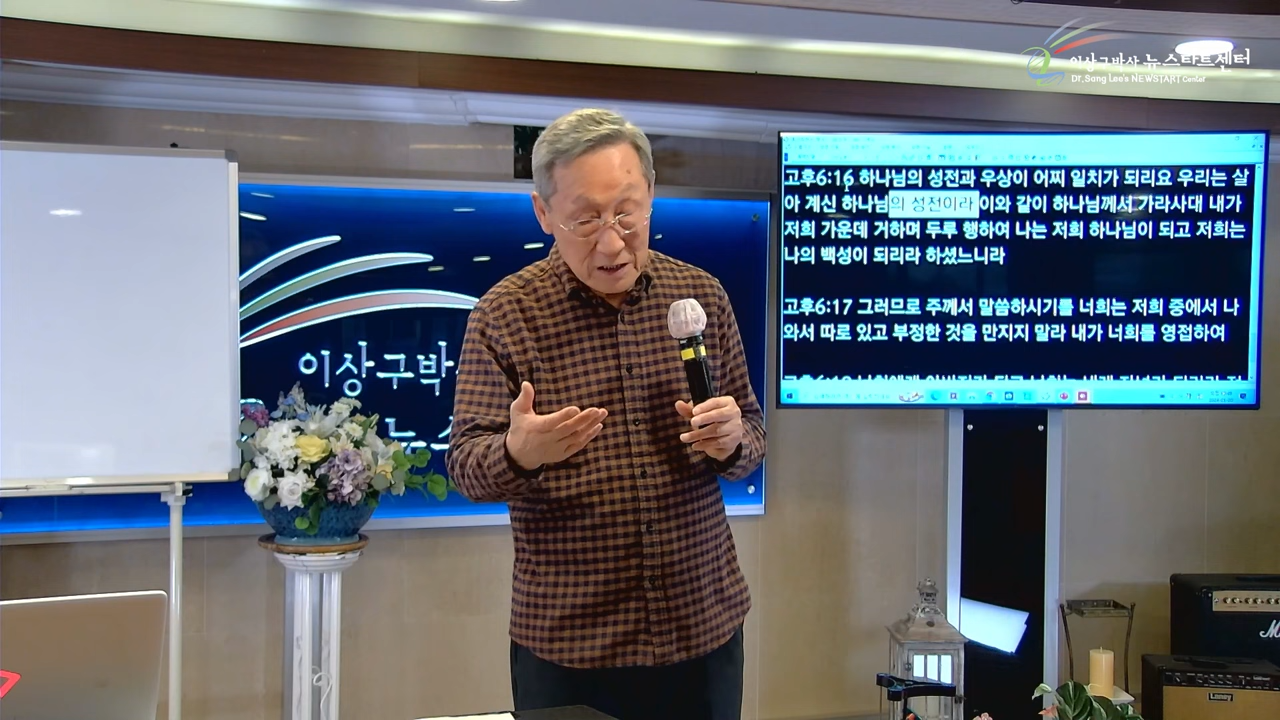 이상구박사 뉴스타트센터
Dr. Sang Lee's NEWSTART Center
고후6:16 하나님의 성전과 우상이 어찌 일치가 되리요 우리는 살
아 계신 하나님의 성전이라 이와 같이 하나님께서 가라사대 내가
저희 가운데 거하며 두루 행하여 나는 저희 하나님이 되고 저희는
나의 백성이 되리라 하셨느니라
고후6:17 그러므로 주께서 말씀하시기를 너희는 저희 중에서 나
와서 따로 있고 부정한 것을 만지지 말라 내가 너희를 영접하여
이상구박
뉴스
Laney